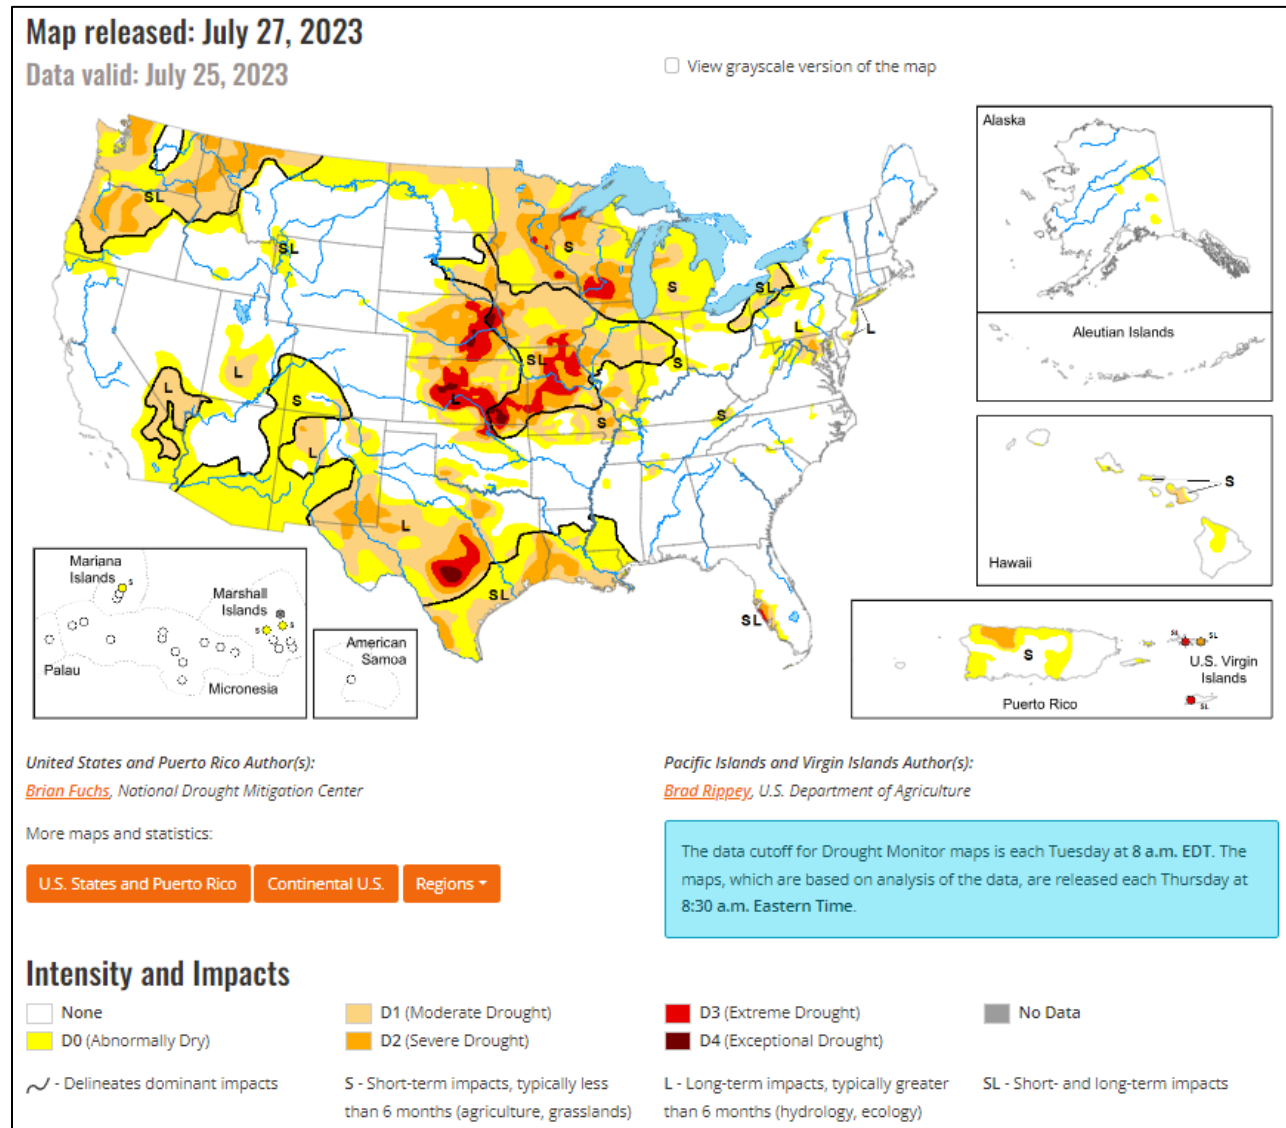 Map released: July 27, 2023
Data valid: July 25, 2023
View grayscale version of the map
SL
SL
S
S
SL
L
L
L
S
L
SL
L
S
S
S
L
L
SL
SL
Alaska
Aleutian Islands
S
Hawaii
Mariana
Islands
S
Marshall
Islands
S
S
Palau
Micronesia
American
Samoa
S
Puerto Rico
SL
SL
U.S. Virgin
Islands
SL
United States and Puerto Rico Author(s):
Brian Fuchs, National Drought Mitigation Center
Pacific Islands and Virgin Islands Author(s):
Brad Rippey, U.S. Department of Agriculture
More maps and statistics:
U.S. States and Puerto Rico
Continental U.S.
Regions
The data cutoff for Drought Monitor maps is each Tuesday at 8 a.m. EDT. The
maps, which are based on analysis of the data, are released each Thursday at
8:30 a.m. Eastern Time.
Intensity and Impacts
None
D1 (Moderate Drought)
D3 (Extreme Drought)
No Data
D0 (Abnormally Dry)
D2 (Severe Drought)
D4 (Exceptional Drought)
- Delineates dominant impacts
S - Short-term impacts, typically less
than 6 months (agriculture, grasslands)
L - Long-term impacts, typically greater
than 6 months (hydrology, ecology)
SL - Short- and long-term impacts